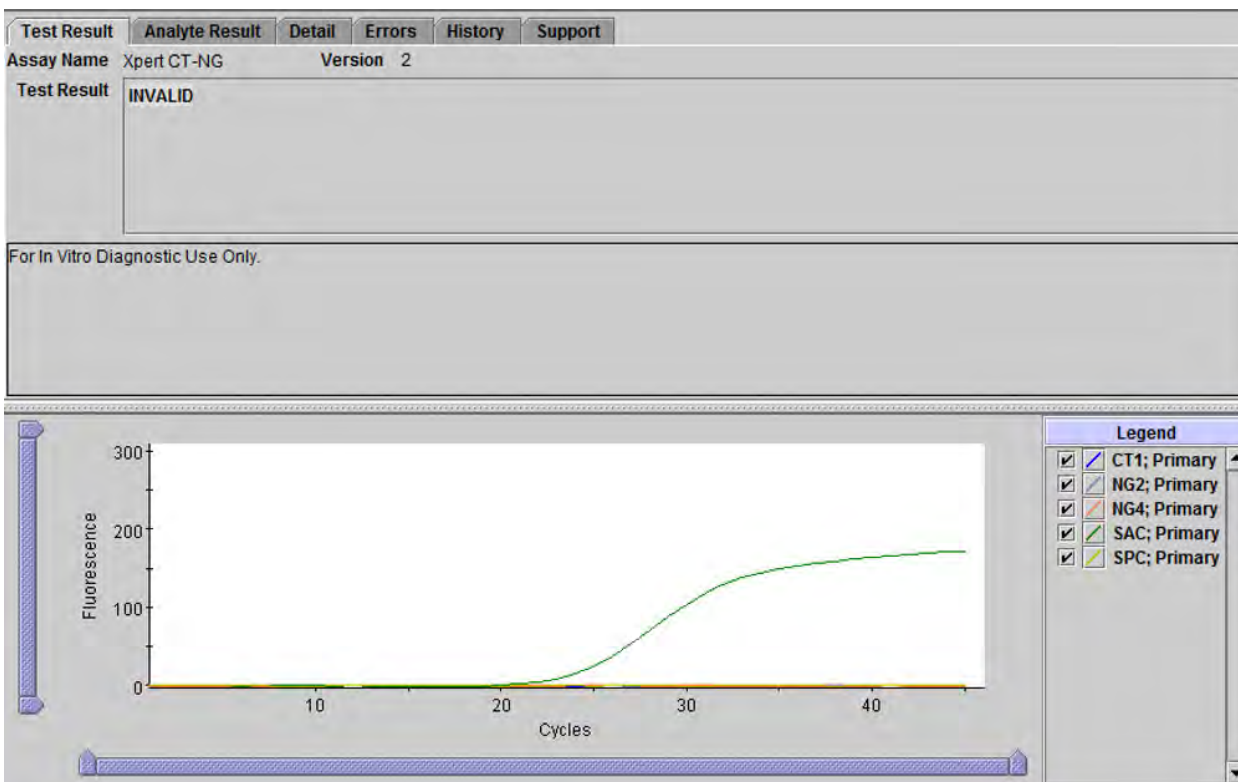 Test Result Analyte Result Detail Errors History Support
Assay Name Xpert CT-NG Version 2
Test Result INVALID
For In Vitro Diagnostic Use Only.
Legend
CT1; Primary
NG2; Primary
NG4; Primary
SAC; Primary
SPC; Primary
300
200
100
0
Fluorescence
10 20 30 40
Cycles